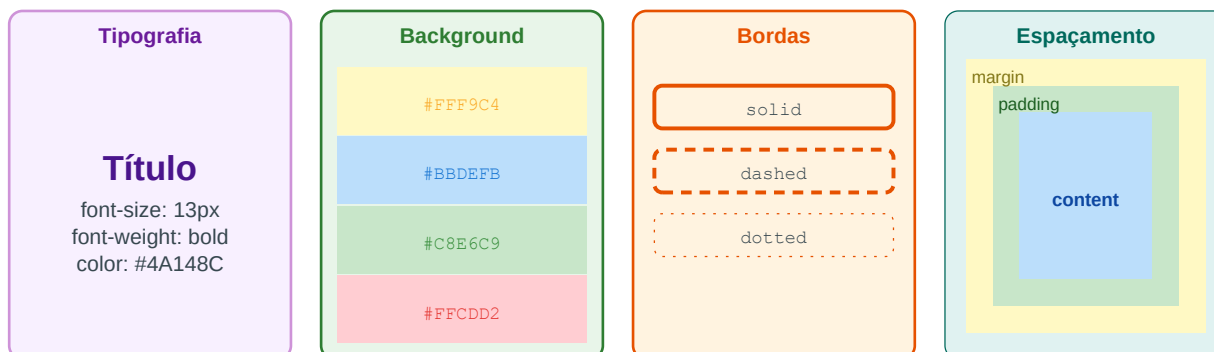 Tipografia
Título
font-size: 13px
font-weight: bold
color: #4A148C
Background
#FFF9C4
#BBDEFB
#C8E6C9
#FFCDD2
Bordas
solid
dashed
dotted
Espaçamento
margin
padding
content